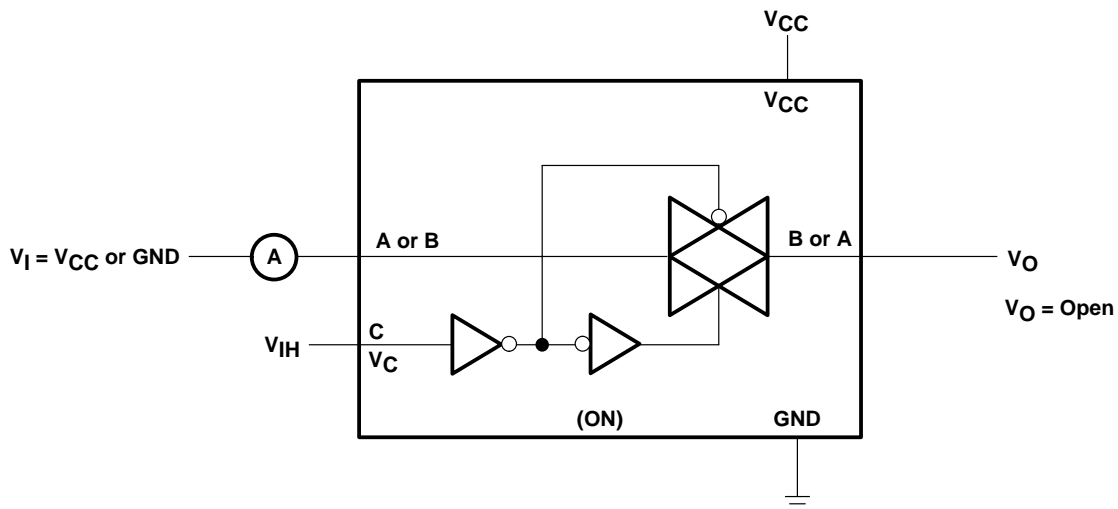 VCC
VCC
A or B
B or A
VI = VCC or GND
A
VO
VO = Open
C
VIH
VC
(ON)
GND